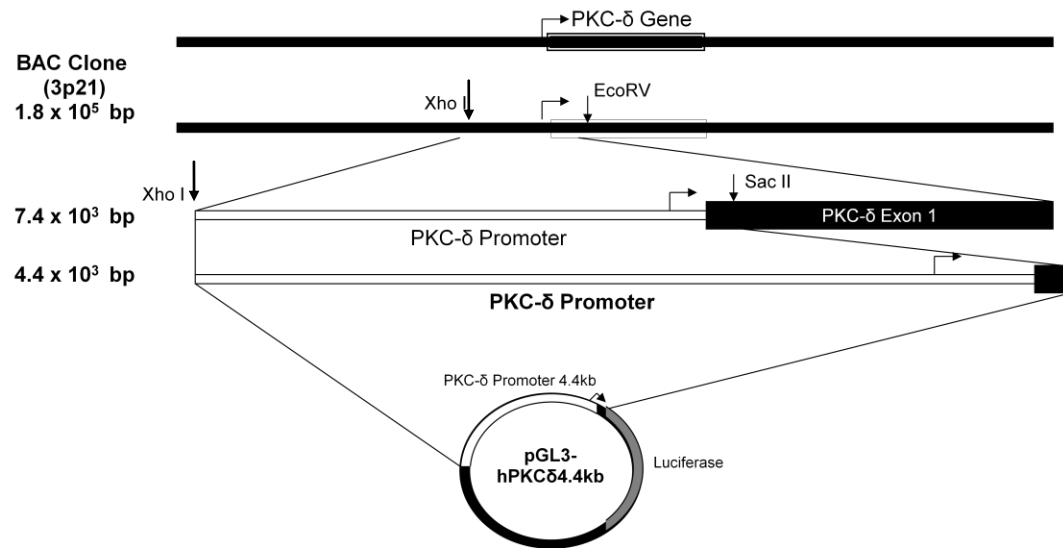 PKC-δ Gene
BAC Clone
(3p21)
1.8 x 10⁵ bp
Xho I
EcoRV
Xho I
Sac II
7.4 x 10³ bp
PKC-δ Exon 1
PKC-δ Promoter
4.4 x 10³ bp
PKC-δ Promoter
PKC-δ Promoter 4.4kb
pGL3-
hPKCδ4.4kb
Luciferase